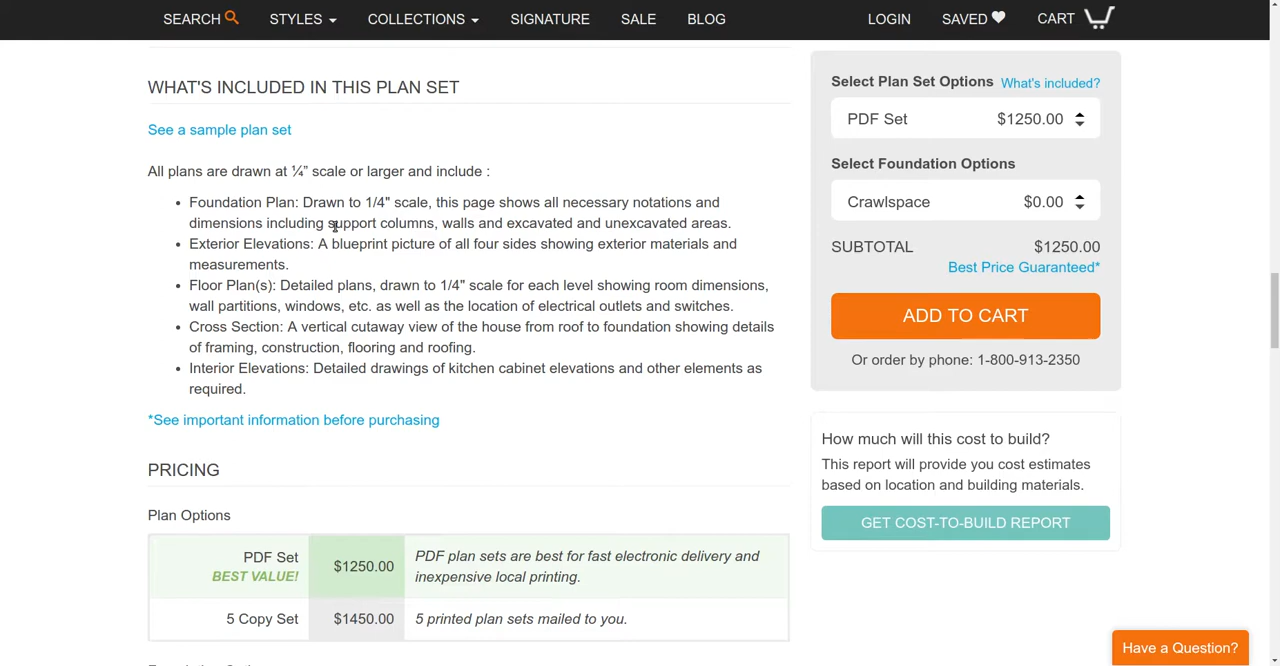 SEARCH STYLES COLLECTIONS SIGNATURE SALE BLOG LOGIN SAVED CART
WHAT'S INCLUDED IN THIS PLAN SET
See a sample plan set
All plans are drawn at ¼” scale or larger and include :
Foundation Plan: Drawn to 1/4" scale, this page shows all necessary notations and
dimensions including support columns, walls and excavated and unexcavated areas.
Exterior Elevations: A blueprint picture of all four sides showing exterior materials and
measurements.
Floor Plan(s): Detailed plans, drawn to 1/4" scale for each level showing room dimensions,
wall partitions, windows, etc. as well as the location of electrical outlets and switches.
Cross Section: A vertical cutaway view of the house from roof to foundation showing details
of framing, construction, flooring and roofing.
Interior Elevations: Detailed drawings of kitchen cabinet elevations and other elements as
required.
*See important information before purchasing
PRICING
Plan Options
PDF Set $1250.00 PDF plan sets are best for fast electronic delivery and
BEST VALUE! inexpensive local printing.
5 Copy Set $1450.00 5 printed plan sets mailed to you.
Select Plan Set Options What's included?
PDF Set $1250.00
Select Foundation Options
Crawlspace $0.00
SUBTOTAL $1250.00
Best Price Guaranteed*
ADD TO CART
Or order by phone: 1-800-913-2350
How much will this cost to build?
This report will provide you cost estimates
based on location and building materials.
GET COST-TO-BUILD REPORT
Have a Question?